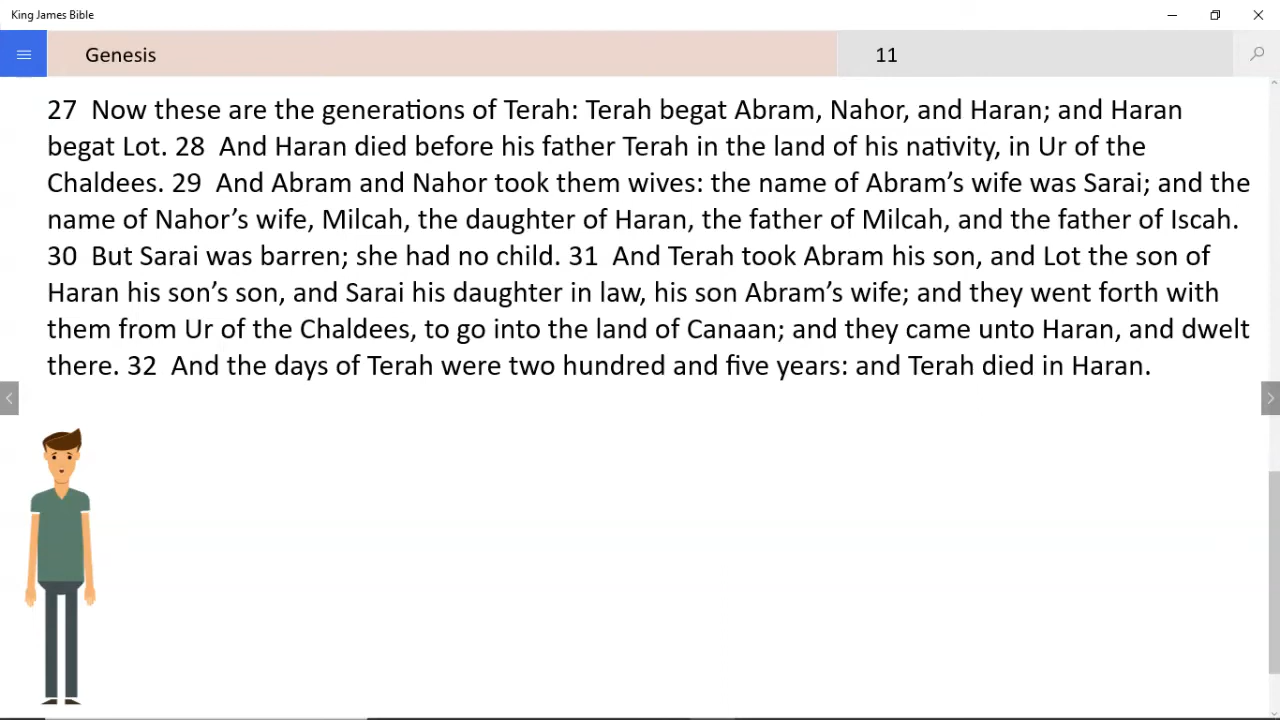 King James Bible
Genesis
11
27  Now these are the generations of Terah: Terah begat Abram, Nahor, and Haran; and Haran
begat Lot. 28  And Haran died before his father Terah in the land of his nativity, in Ur of the
Chaldees. 29  And Abram and Nahor took them wives: the name of Abram’s wife was Sarai; and the
name of Nahor’s wife, Milcah, the daughter of Haran, the father of Milcah, and the father of Iscah.
30  But Sarai was barren; she had no child. 31  And Terah took Abram his son, and Lot the son of
Haran his son’s son, and Sarai his daughter in law, his son Abram’s wife; and they went forth with
them from Ur of the Chaldees, to go into the land of Canaan; and they came unto Haran, and dwelt
there. 32  And the days of Terah were two hundred and five years: and Terah died in Haran.